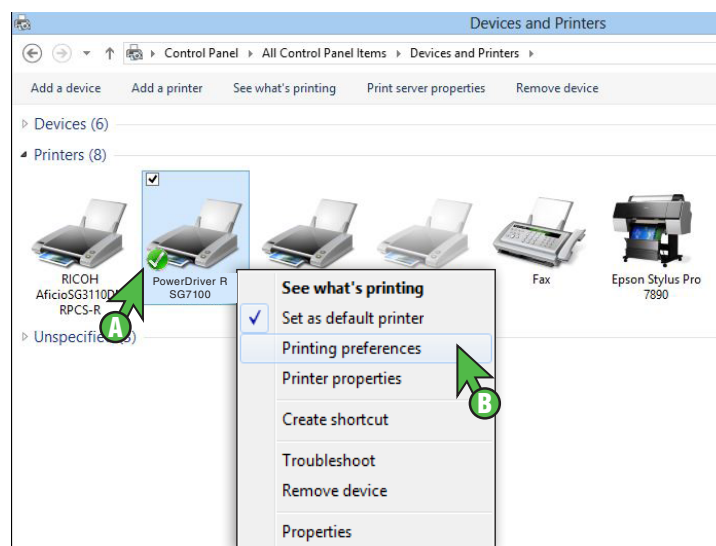 Devices and Printers
Control Panel All Control Panel Items Devices and Printers
Add a device Add a printer See what's printing Print server properties Remove device
Devices (6)
Printers (8)
RICOH
RPCS-R
PowerDriver R
SG7100
Fax
Epson Stylus Pro
7890
A
See what's printing
Set as default printer
Printing preferences
Printer properties
B
Create shortcut
Troubleshoot
Remove device
Properties